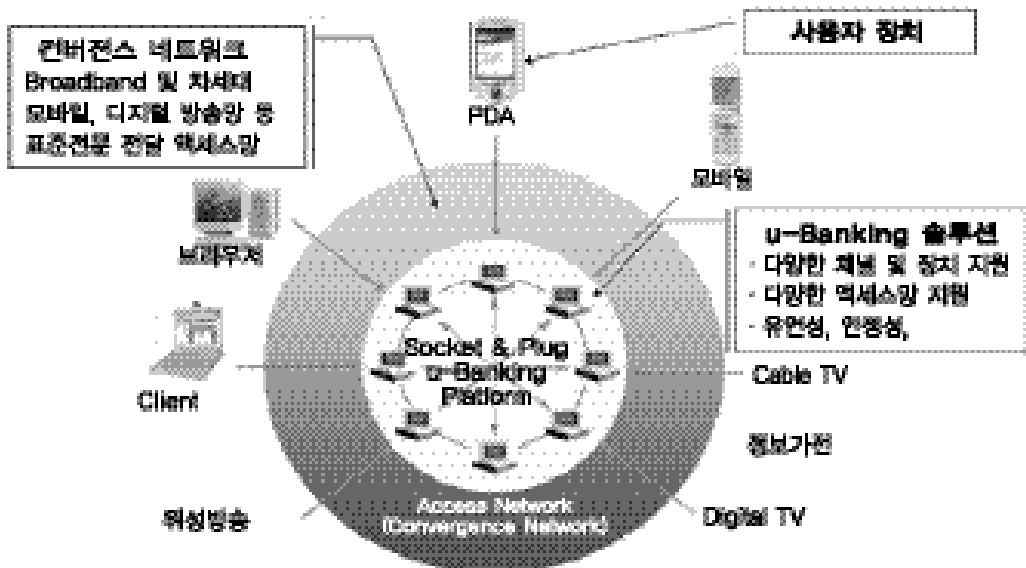 컨버전스 네트워크
Broadband 및 차세대
모바일, 디지털 방송망 등
표준전문 전달 액세스망
사용자 장치
PDA
모바일
브라우저
u-Banking 솔루션
· 다양한 채널 및 장치 지원
· 다양한 액세스망 지원
· 유연성, 안정성,
Socket & Plug
u-Banking
Platform
Client
Cable TV
정보가전
위성방송
Access Network
(Convergence Network)
Digital TV